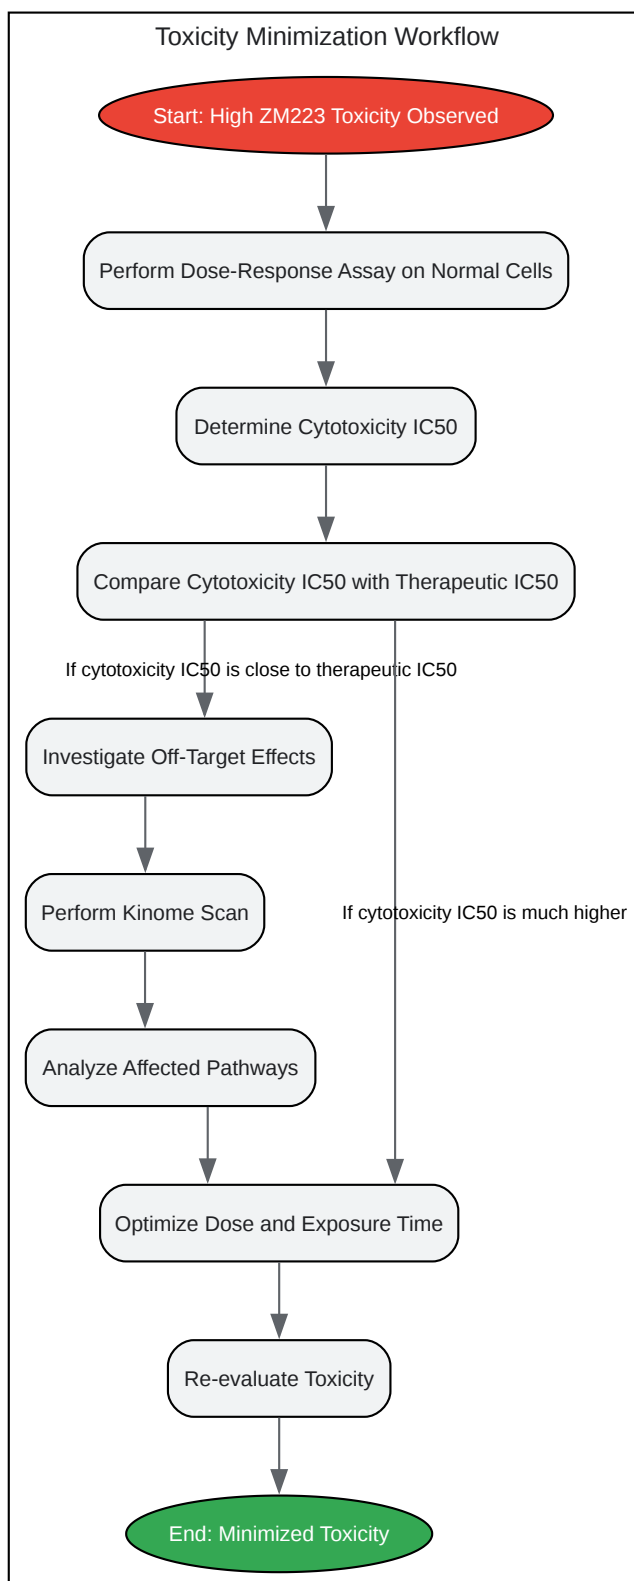 Toxicity Minimization Workflow
Start: High ZM223 Toxicity Observed
Perform Dose-Response Assay on Normal Cells
Determine Cytotoxicity IC50
Compare Cytotoxicity IC50 with Therapeutic IC50
If cytotoxicity IC50 is close to therapeutic IC50
Investigate Off-Target Effects
Perform Kinome Scan
If cytotoxicity IC50 is much higher
Analyze Affected Pathways
Optimize Dose and Exposure Time
Re-evaluate Toxicity
End: Minimized Toxicity